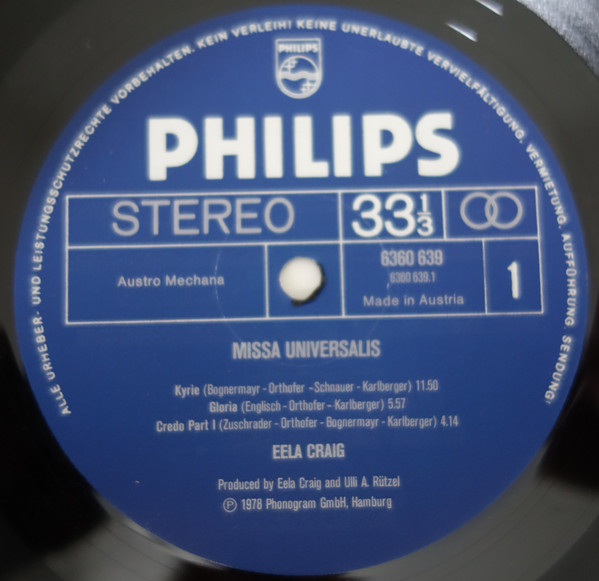 ALLE URHEBER- UND LEISTUNGSSCHUTZRECHTE VORBEHALTEN. KEIN VERLEIH! KEINE UNERLAUBTE VERVIELFÄLTIGUNG, VERMIETUNG, AUFFÜHRUNG, SENDUNG!
PHILIPS
PHILIPS
STEREO 33 1/3
Austro Mechana
6360 639
6360 639.1
Made in Austria
1
MISSA UNIVERSALIS
Kyrie (Bognermayr - Orthofer -Schnauer - Karlberger) 11.50
Gloria (Englisch - Orthofer - Karlberger) 5.57
Credo Part I (Zuschrader - Orthofer - Bognermayr - Karlberger) 4.14
EELA CRAIG
Produced by Eela Craig and Ulli A. Rützel
Ⓟ 1978 Phonogram GmbH, Hamburg